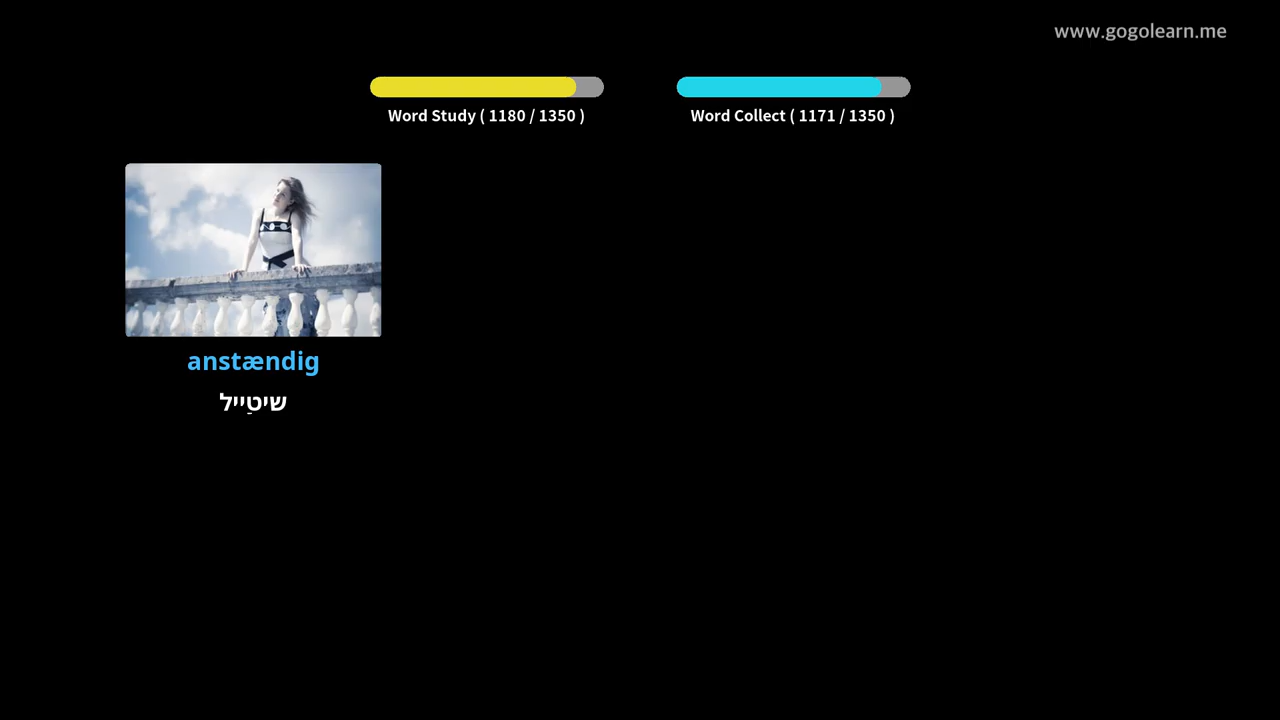 www.gogolearn.me
Word Study ( 1180 / 1350 )
Word Collect ( 1171 / 1350 )
anstændig
שיטַייל